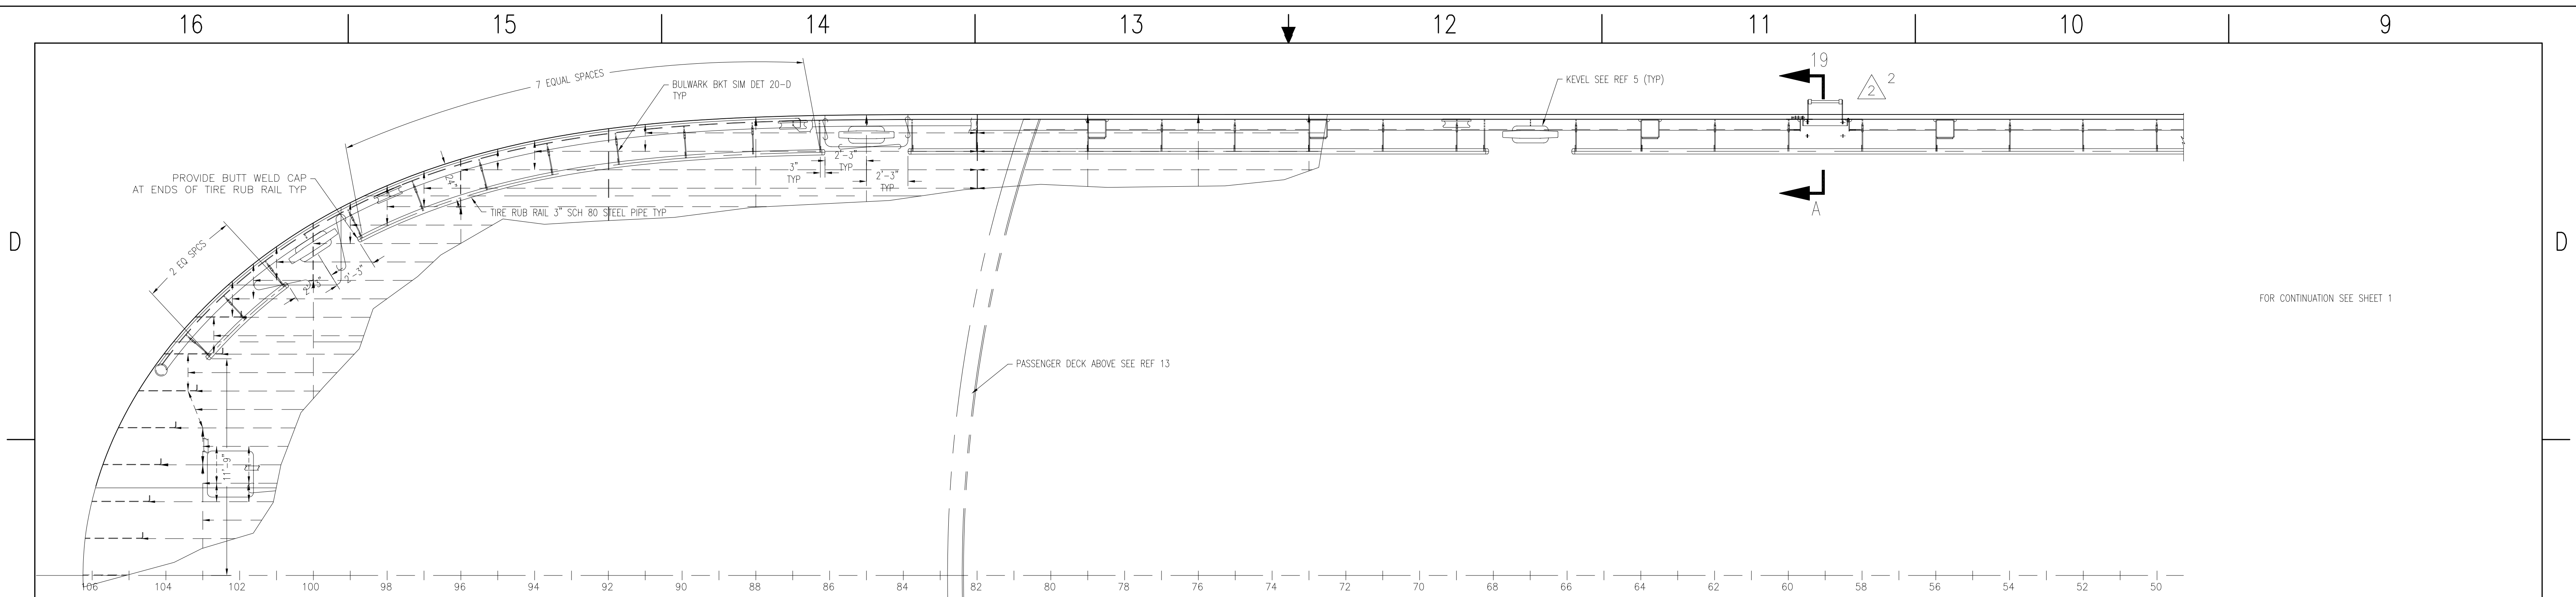 16 15 14 13 12 11 10 9
7 EQUAL SPACES
BULWARK BKT SIM DET 20-D
TYP
KEVEL SEE REF 5 (TYP)
19
2
2
PROVIDE BUTT WELD CAP
AT ENDS OF TIRE RUB RAIL TYP
2'-3"
TYP
3"
TYP
2'-3"
TYP
TIRE RUB RAIL 3" SCH 80 STEEL PIPE TYP
A
D
D
2 EQ SPCS
2'-3"
2'-3"
FOR CONTINUATION SEE SHEET 1
PASSENGER DECK ABOVE SEE REF 13
11'-9"
106 104 102 100 98 96 94 92 90 88 86 84 82 80 78 76 74 72 70 68 66 64 62 60 58 56 54 52 50